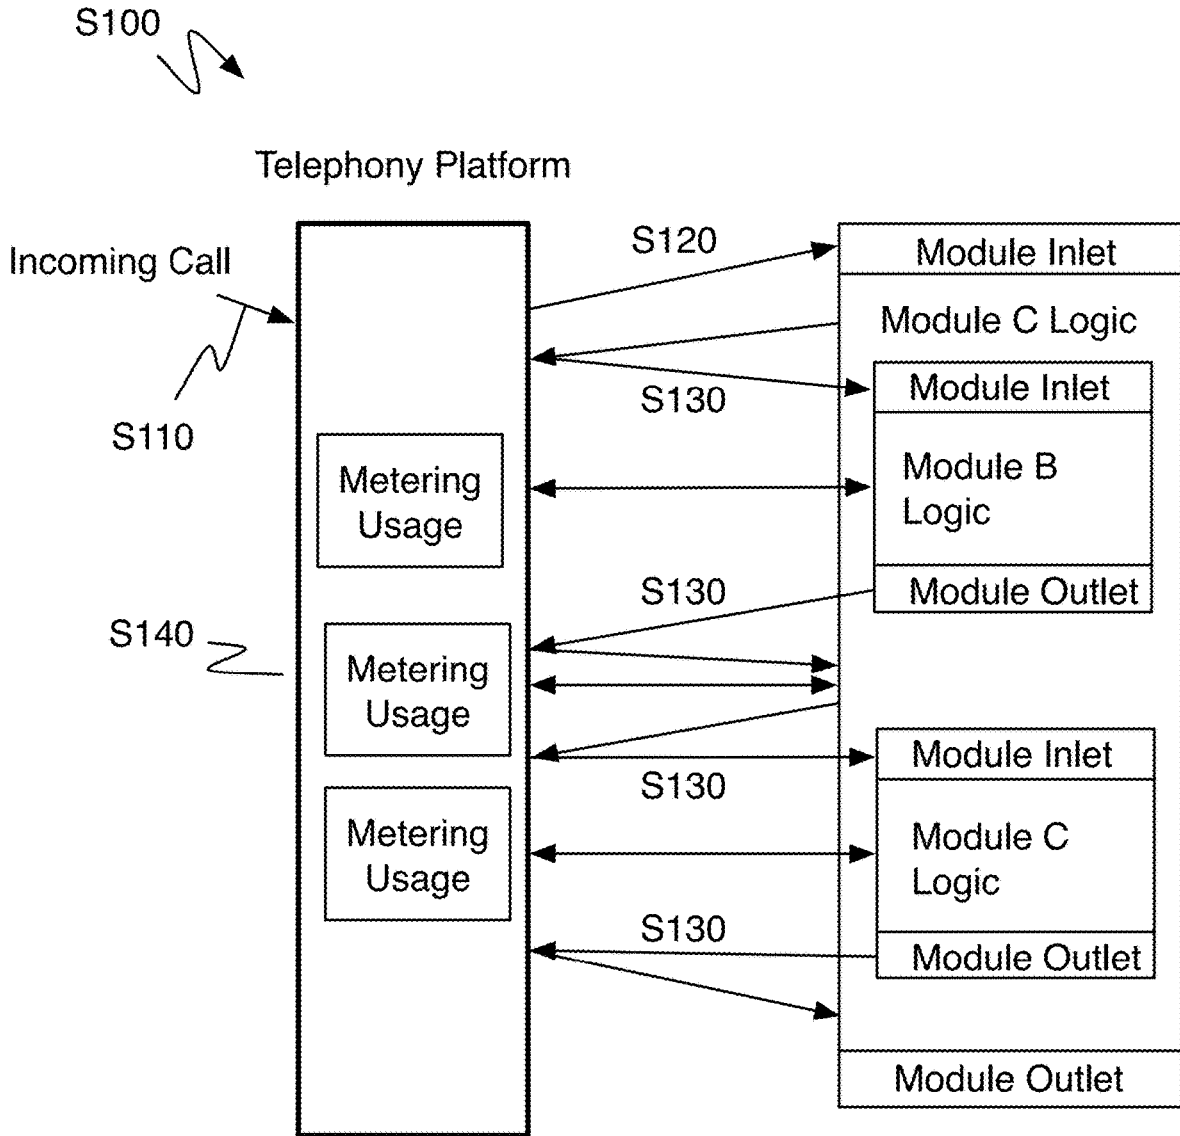 S100
Telephony Platform
Incoming Call
S110
S120
Module Inlet
Module C Logic
S130
Module Inlet
Metering
Usage
Module B
Logic
S130
Module Outlet
S140
Metering
Usage
S130
Module Inlet
Metering
Usage
Module C
Logic
S130
Module Outlet
Module Outlet